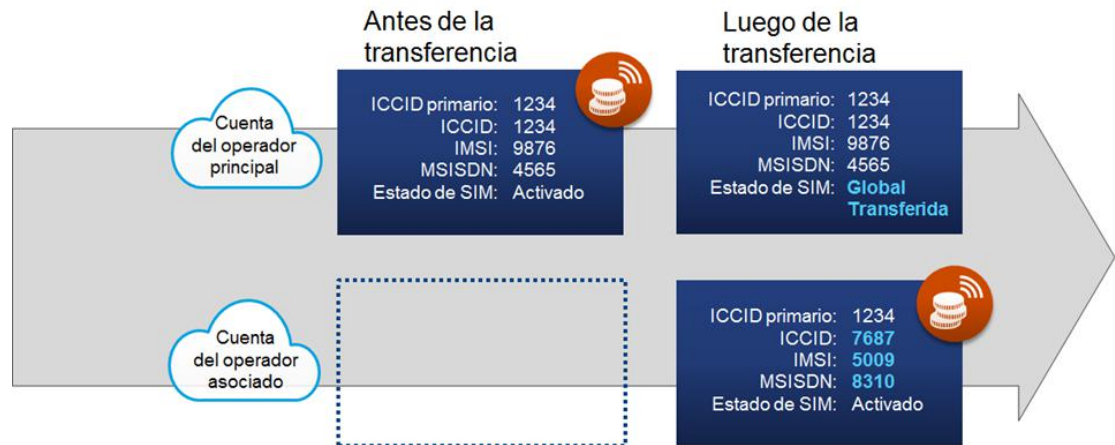 Antes de la
transferencia
Luego de la
transferencia
Cuenta
del operador
principal
ICCID primario: 1234
ICCID: 1234
IMSI: 9876
MSISDN: 4565
Estado de SIM: Activado
ICCID primario: 1234
ICCID: 1234
IMSI: 9876
MSISDN: 4565
Estado de SIM: Global
Transferida
Cuenta
del operador
asociado
ICCID primario: 1234
ICCID: 7687
IMSI: 5009
MSISDN: 8310
Estado de SIM: Activado